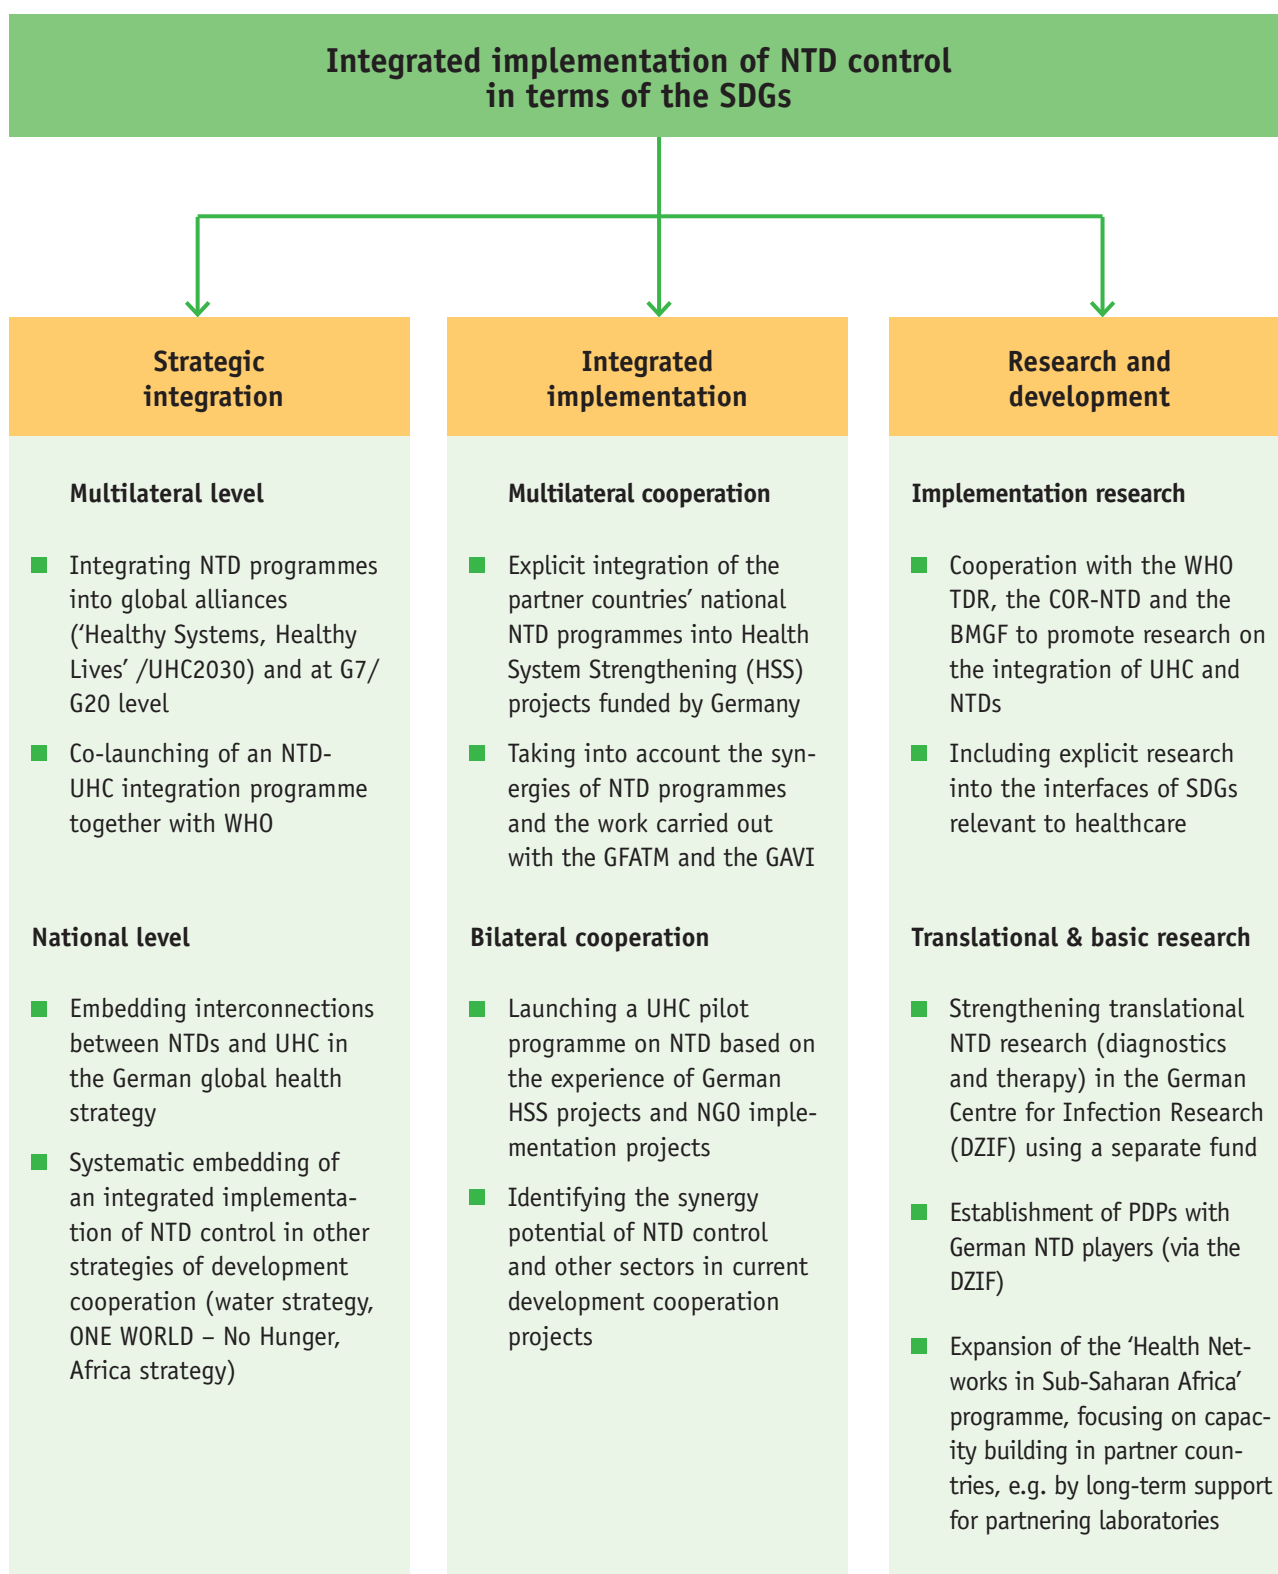 Integrated implementation of NTD control
in terms of the SDGs
Strategic
integration
Multilateral level
Integrating NTD programmes
into global alliances
(‘Healthy Systems, Healthy
Lives’ /UHC2030) and at G7/
G20 level
Co-launching of an NTD-
UHC integration programme
together with WHO
National level
Embedding interconnections
between NTDs and UHC in
the German global health
strategy
Systematic embedding of
an integrated implementa-
tion of NTD control in other
strategies of development
cooperation (water strategy,
ONE WORLD – No Hunger,
Africa strategy)
Integrated
implementation
Multilateral cooperation
Explicit integration of the
partner countries’ national
NTD programmes into Health
System Strengthening (HSS)
projects funded by Germany
Taking into account the syn-
ergies of NTD programmes
and the work carried out
with the GFATM and the GAVI
Bilateral cooperation
Launching a UHC pilot
programme on NTD based on
the experience of German
HSS projects and NGO imple-
mentation projects
Identifying the synergy
potential of NTD control
and other sectors in current
development cooperation
projects
Research and
development
Implementation research
Cooperation with the WHO
TDR, the COR-NTD and the
BMGF to promote research on
the integration of UHC and
NTDs
Including explicit research
into the interfaces of SDGs
relevant to healthcare
Translational & basic research
Strengthening translational
NTD research (diagnostics
and therapy) in the German
Centre for Infection Research
(DZIF) using a separate fund
Establishment of PDPs with
German NTD players (via the
DZIF)
Expansion of the ‘Health Net-
works in Sub-Saharan Africa’
programme, focusing on capac-
ity building in partner coun-
tries, e.g. by long-term support
for partnering laboratories